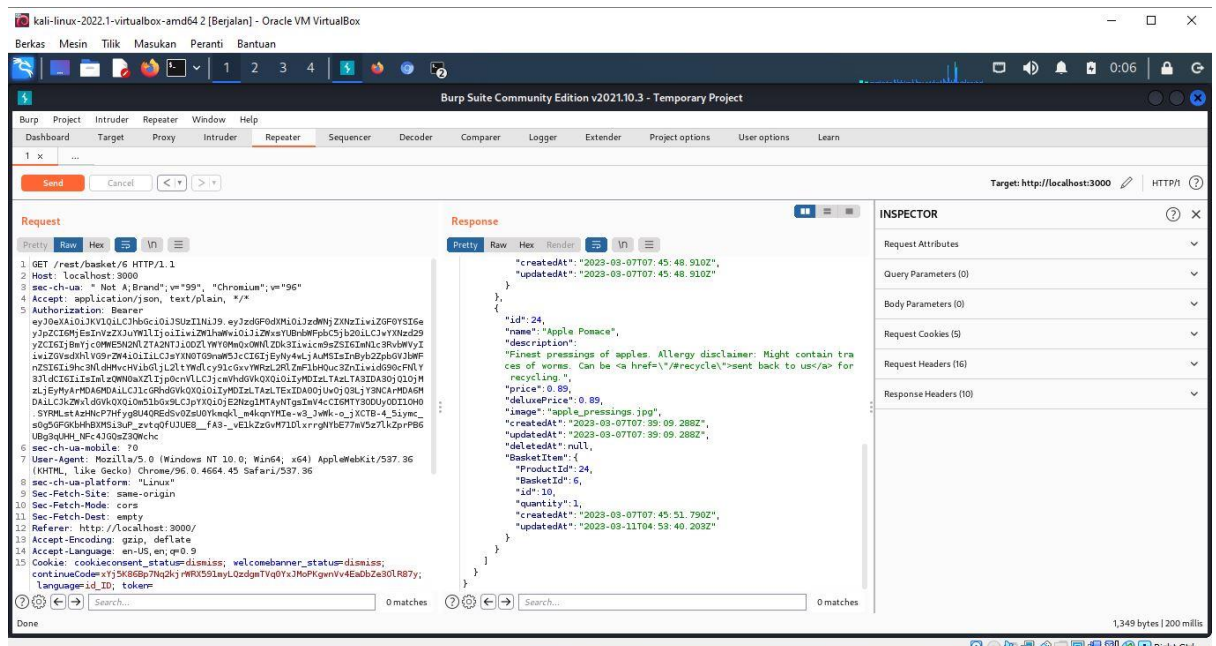 kali-linux-2022.1-virtualbox-amd64 2 [Berjalan] - Oracle VM VirtualBox
Berkas Mesin Tilik Masukan Peranti Bantuan
1 2 3 4
0:06
Burp Suite Community Edition v2021.10.3 - Temporary Project
Burp Project Intruder Repeater Window Help
Dashboard Target Proxy Intruder Repeater Sequencer Decoder Comparer Logger Extender Project options User options Learn
1 × ...
Send Cancel < >
Target: http://localhost:3000 HTTP/1
Request
Pretty Raw Hex \n
1 GET /rest/basket/6 HTTP/1.1
2 Host: localhost:3000
3 sec-ch-ua: " Not A;Brand";v="99", "Chromium";v="96"
4 Accept: application/json, text/plain, */*
5 Authorization: Bearer
6 sec-ch-ua-mobile: ?0
7 User-Agent: Mozilla/5.0 (Windows NT 10.0; Win64; x64) AppleWebKit/537.36
(KHTML, like Gecko) Chrome/96.0.4664.45 Safari/537.36
8 sec-ch-ua-platform: "Linux"
9 Sec-Fetch-Site: same-origin
10 Sec-Fetch-Mode: cors
11 Sec-Fetch-Dest: empty
12 Referer: http://localhost:3000/
13 Accept-Encoding: gzip, deflate
14 Accept-Language: en-US,en;q=0.9
15 Cookie: cookieconsent_status=dismiss; welcomebanner_status=dismiss;
language=id_ID; token=
Search... 0 matches
Response
Pretty Raw Hex Render \n
"createdAt":"2023-03-07T07:45:48.910Z",
"updatedAt":"2023-03-07T07:45:48.910Z"
}
},
{
"id":24,
"name":"Apple Pomace",
"description":
"Finest pressings of apples. Allergy disclaimer: Might contain tra
ces of worms. Can be <a href=\"/#recycle\">sent back to us</a> for
recycling.",
"price":0.89,
"deluxePrice":0.89,
"image":"apple_pressings.jpg",
"createdAt":"2023-03-07T07:39:09.288Z",
"updatedAt":"2023-03-07T07:39:09.288Z",
"deletedAt":null,
"BasketItem":{
"ProductId":24,
"BasketId":6,
"id":10,
"quantity":1,
"createdAt":"2023-03-07T07:45:51.790Z",
"updatedAt":"2023-03-11T04:53:40.203Z"
}
}
]
}
}
Search... 0 matches
INSPECTOR
Request Attributes
Query Parameters (0)
Body Parameters (0)
Request Cookies (5)
Request Headers (16)
Response Headers (10)
Done
1,349 bytes | 200 millis
Right Ctrl